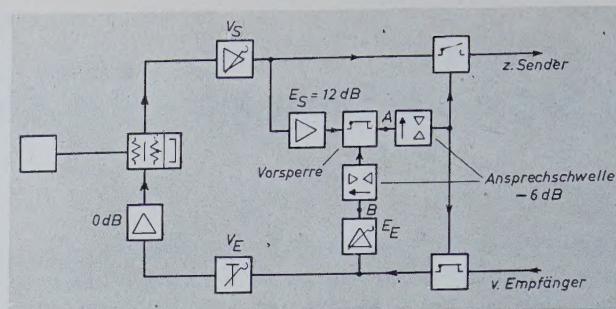 V_S
z. Sender
E_S = 12 dB
A
Vorsperre
Ansprechschwelle
-6 dB
B
0 dB
E_E
V_E
v. Empfänger